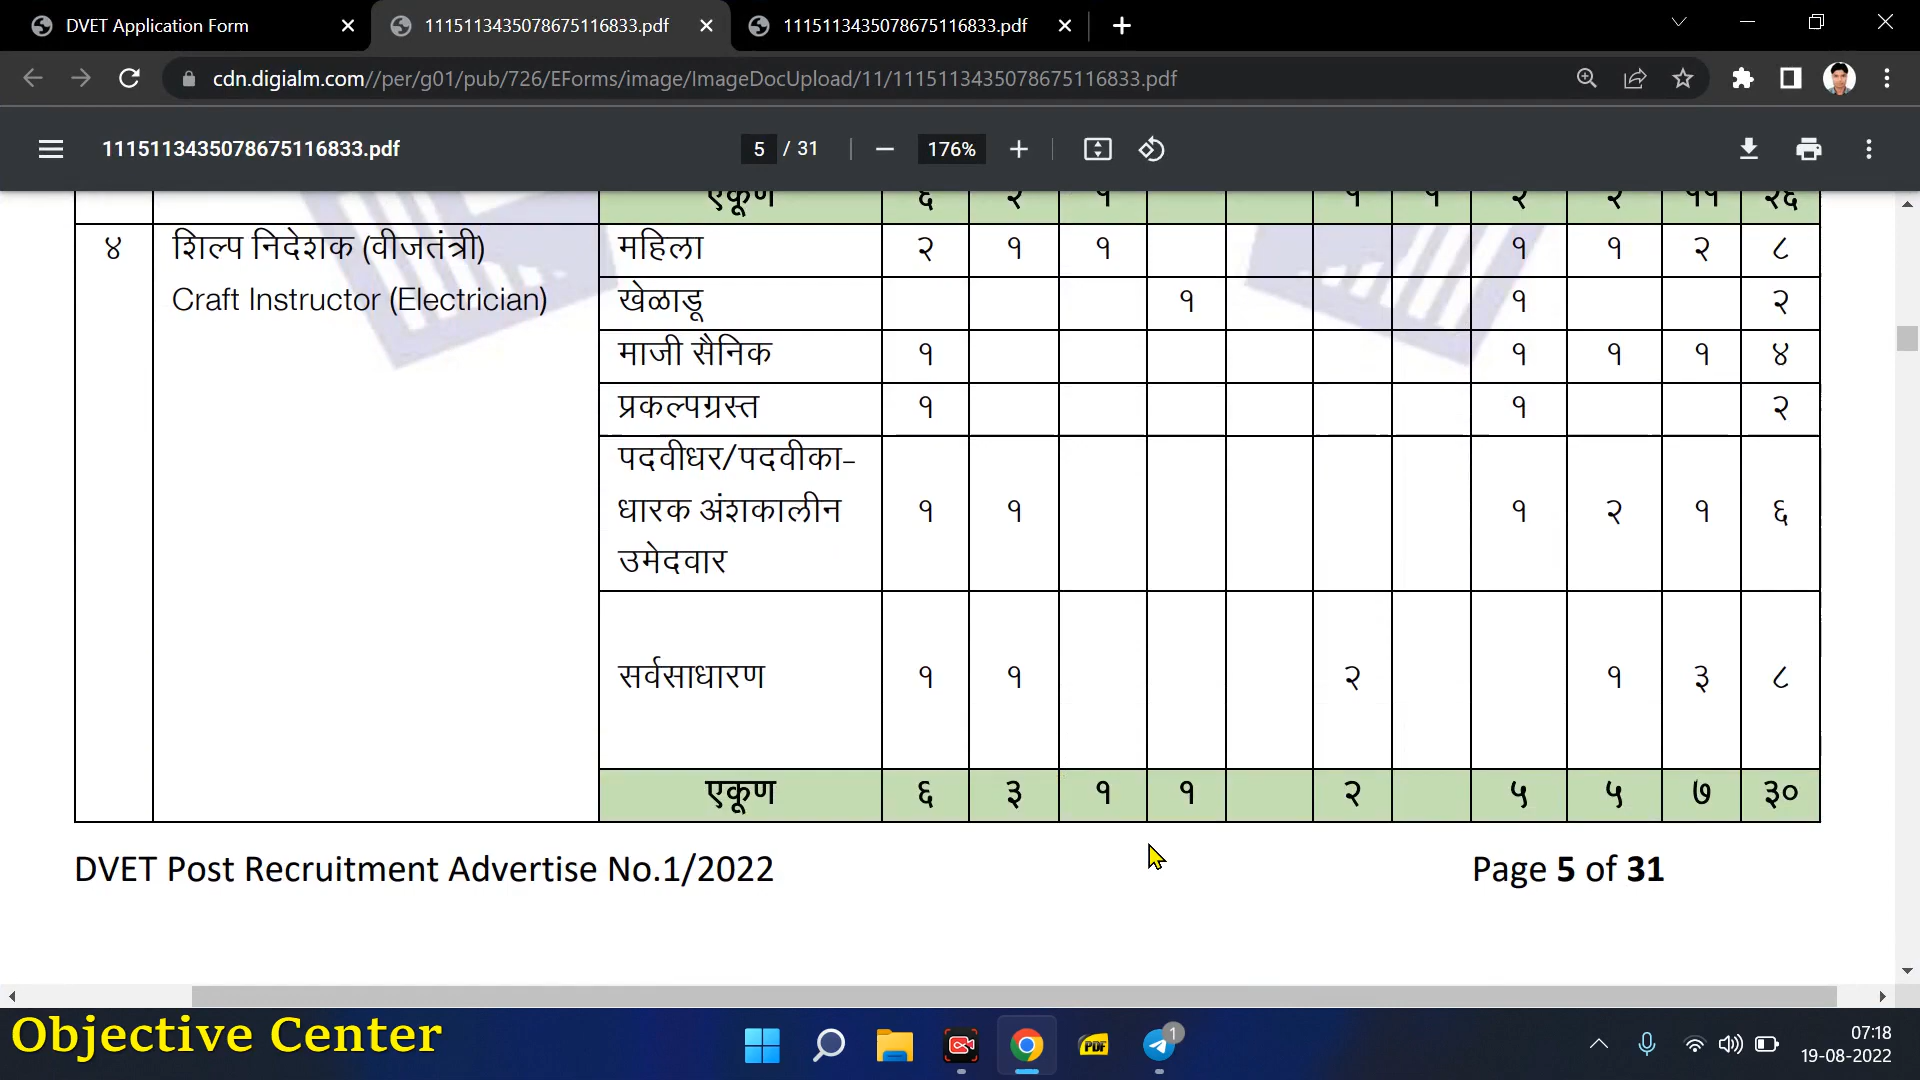 DVET Application Form
1115113435078675116833.pdf
1115113435078675116833.pdf
cdn.digialm.com//per/g01/pub/726/EForms/image/ImageDocUpload/11/1115113435078675116833.pdf
1115113435078675116833.pdf
5 / 31
176%
एकूण ६ २ १ १ १ २ २ ११ २६
४ शिल्प निदेशक (वीजतंत्री) महिला २ १ १ १ १ २ ८
Craft Instructor (Electrician) खेळाडू १ १ २
माजी सैनिक १ १ १ १ ४
प्रकल्पग्रस्त १ १ २
पदवीधर/पदवीका-
धारक अंशकालीन १ १ १ २ १ ६
उमेदवार
सर्वसाधारण १ १ २ १ ३ ८
एकूण ६ ३ १ १ २ ५ ५ ७ ३०
DVET Post Recruitment Advertise No.1/2022
Page 5 of 31
Objective Center
PDF
1
07:18
19-08-2022